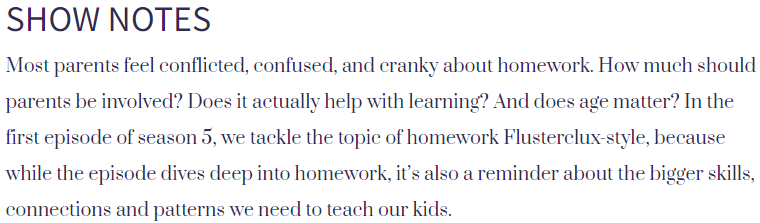 SHOW NOTES
Most parents feel conflicted, confused, and cranky about homework. How much should
parents be involved? Does it actually help with learning? And does age matter? In the
first episode of season 5, we tackle the topic of homework Flusterclux-style, because
while the episode dives deep into homework, it's also a reminder about the bigger skills,
connections and patterns we need to teach our kids.